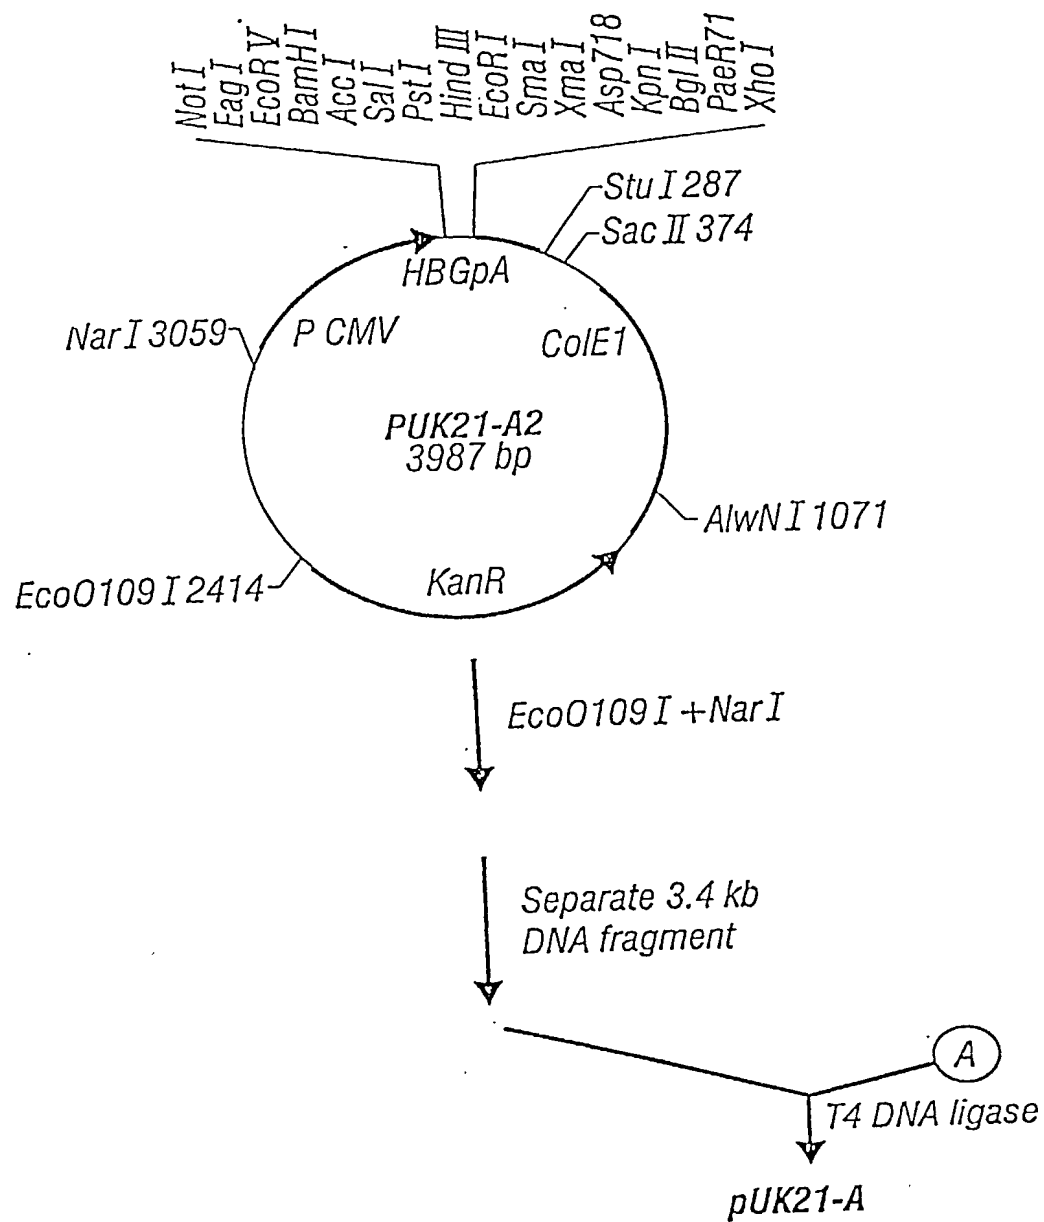 Not I
Eag I
EcoR V
BamH I
Acc I
Sal I
Pst I
Hind III
EcoR I
Sma I
Xma I
Asp718
Kpn I
Bgl II
PaeR71
Xho I
Stu I 287
Sac II 374
HBGpA
Nar I 3059
P CMV
ColE1
PUK21-A2
3987 bp
AlwN I 1071
EcoO109 I 2414
KanR
EcoO109 I +Nar I
Separate 3.4 kb
DNA fragment
A
T4 DNA ligase
pUK21-A